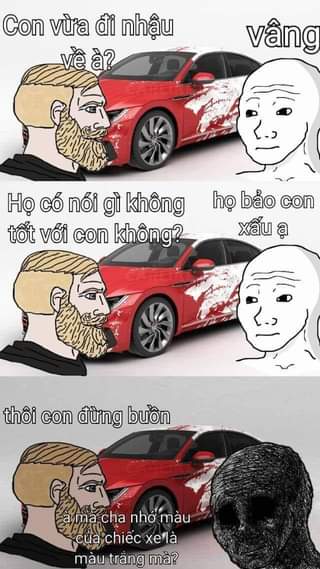 Con vừa đi nhậu
về à?
vâng
Họ có nói gì không
tốt với con không?
họ bảo con
xấu ạ
thôi con đừng buồn
à mà cha nhớ màu
của chiếc xe là
màu trắng mà?